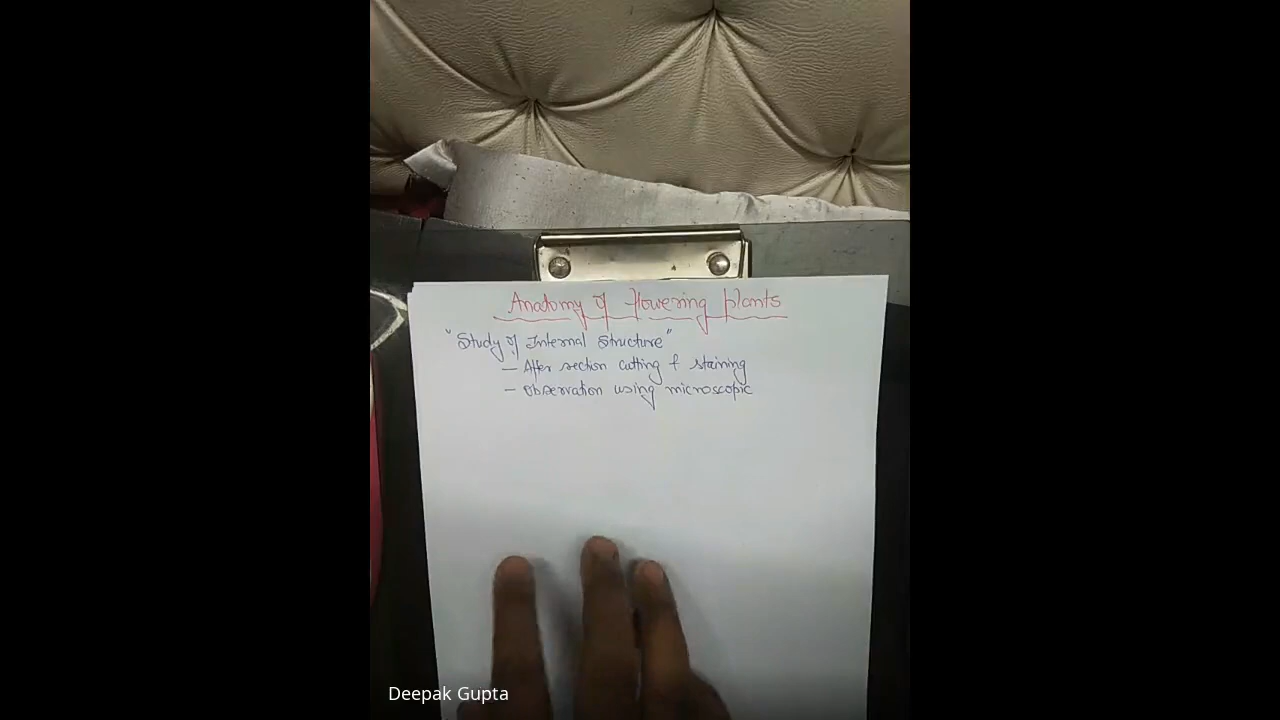 Anatomy of flowering plants
"Study of Internal Structure"
— After section cutting & staining
— Observation using microscopic
Deepak Gupta